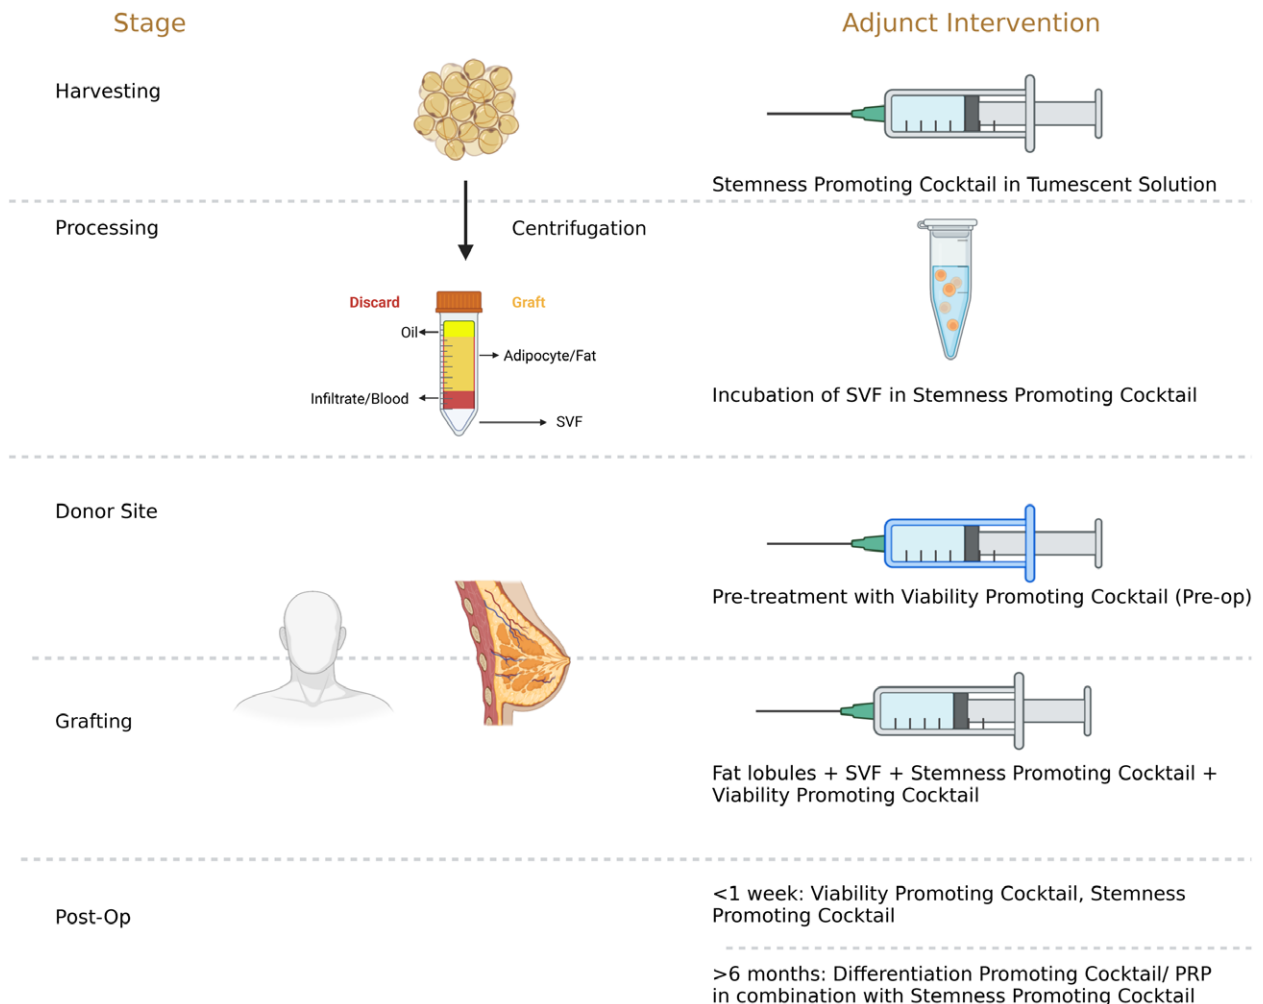 Stage
Adjunct Intervention
Harvesting
Stemness Promoting Cocktail in Tumescent Solution
Processing
Centrifugation
Discard
Graft
Oil
Adipocyte/Fat
Infiltrate/Blood
SVF
Incubation of SVF in Stemness Promoting Cocktail
Donor Site
Pre-treatment with Viability Promoting Cocktail (Pre-op)
Grafting
Fat lobules + SVF + Stemness Promoting Cocktail +
Viability Promoting Cocktail
Post-Op
<1 week: Viability Promoting Cocktail, Stemness
Promoting Cocktail
>6 months: Differentiation Promoting Cocktail/ PRP
in combination with Stemness Promoting Cocktail